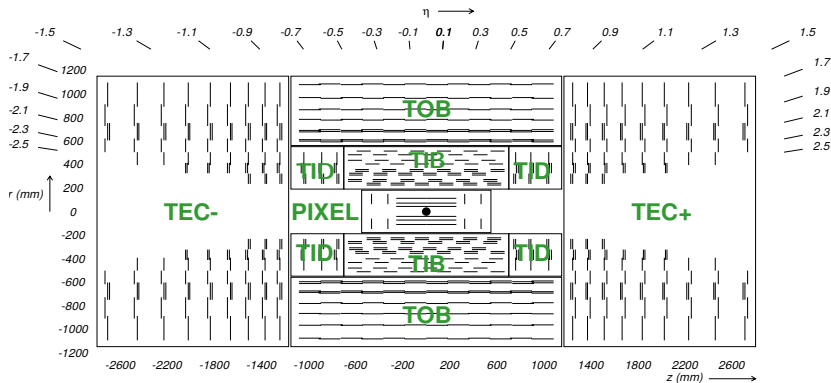 η
-1.5 -1.3 -1.1 -0.9 -0.7 -0.5 -0.3 -0.1 0.1 0.3 0.5 0.7 0.9 1.1 1.3 1.5
-1.7 1.7
1200
-1.9 1.9
1000
-2.1 2.1
800 TOB
-2.3 2.3
600
-2.5 2.5
400 TID TIB TID
200
r (mm)
0 TEC- PIXEL TEC+
-200
-400 TID TIB TID
-600
-800 TOB
-1000
-1200
-2600 -2200 -1800 -1400 -1000 -600 -200 200 600 1000 1400 1800 2200 2600
z (mm)